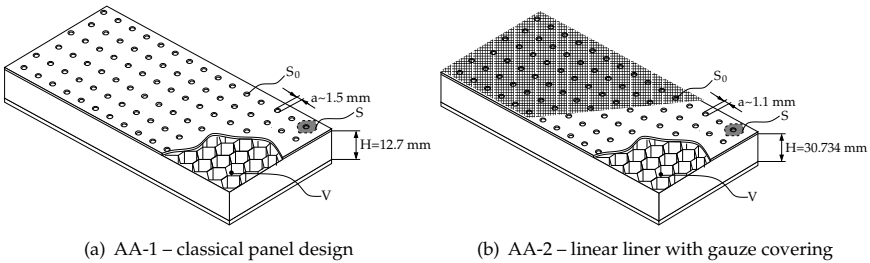 S₀
a~1.5 mm
S
H=12.7 mm
V
S₀
a~1.1 mm
S
H=30.734 mm
V
(a) AA-1 – classical panel design
(b) AA-2 – linear liner with gauze covering